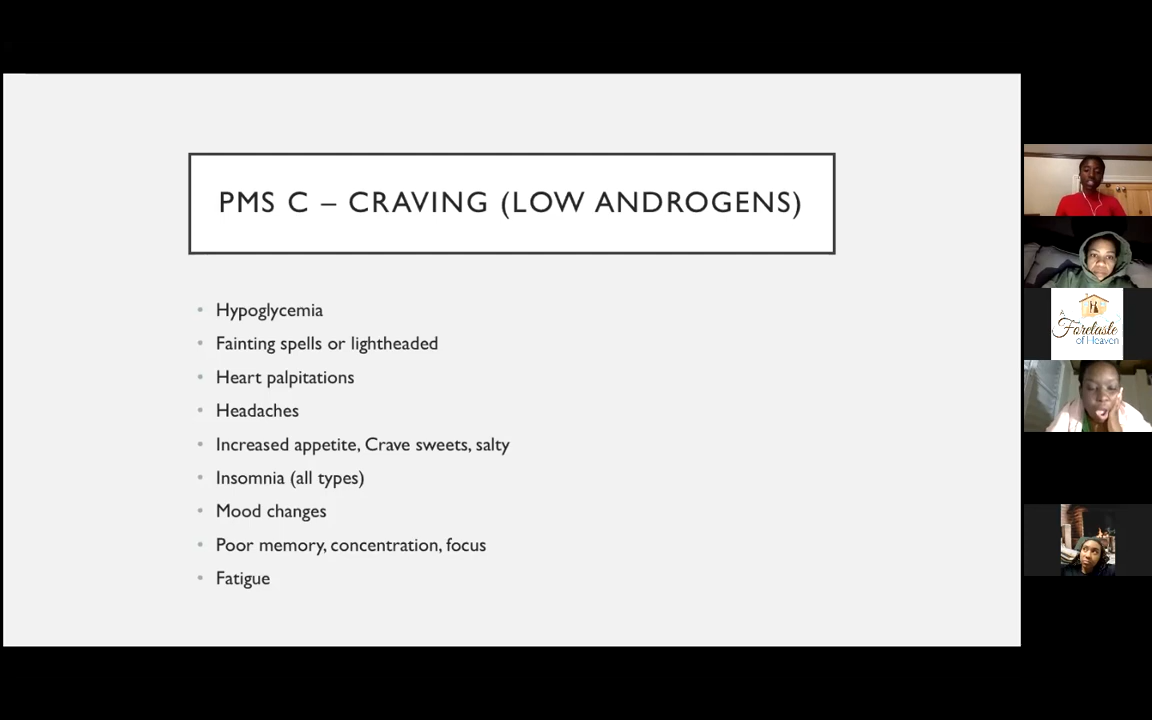 PMS C – CRAVING (LOW ANDROGENS)
• Hypoglycemia
• Fainting spells or lightheaded
• Heart palpitations
• Headaches
• Increased appetite, Crave sweets, salty
• Insomnia (all types)
• Mood changes
• Poor memory, concentration, focus
• Fatigue
A
Foretaste
of Heaven